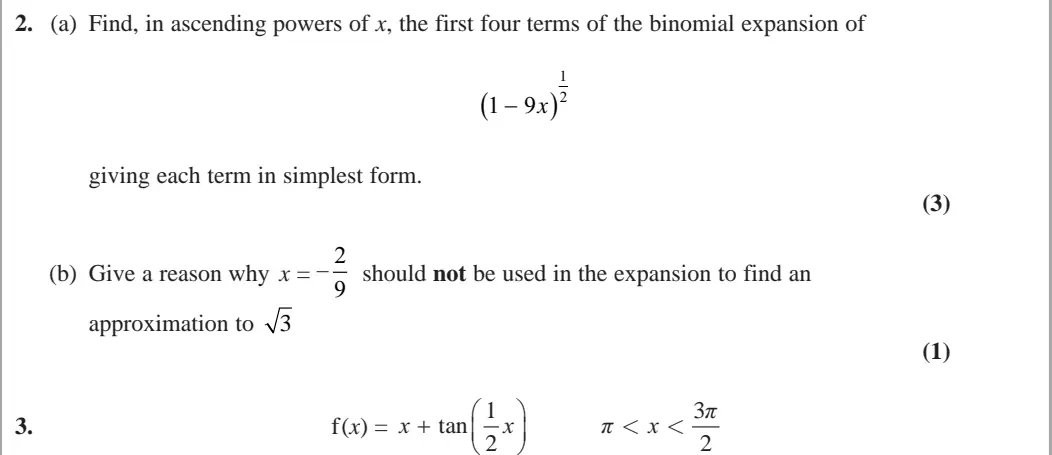 2. (a) Find, in ascending powers of x, the first four terms of the binomial expansion of
(1 − 9x)^(1/2)
giving each term in simplest form.
(3)
(b) Give a reason why x = −2/9 should not be used in the expansion to find an
approximation to √3
(1)
3. f(x) = x + tan(1/2 x) π < x < 3π/2